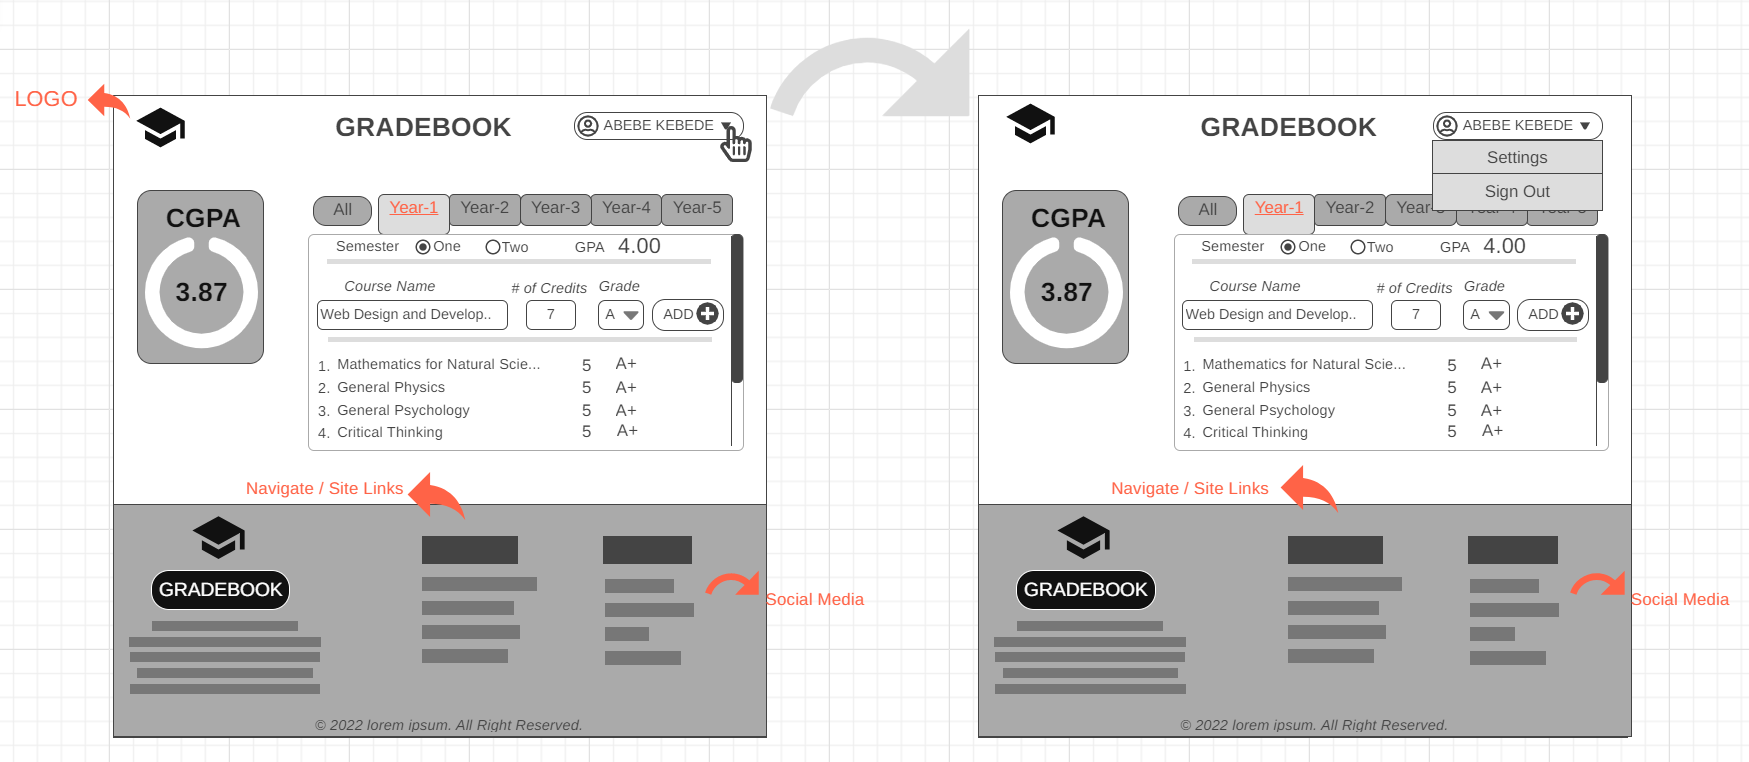 LOGO
GRADEBOOK
ABEBE KEBEDE
CGPA
3.87
All Year-1 Year-2 Year-3 Year-4 Year-5
Semester One Two GPA 4.00
Course Name # of Credits Grade
Web Design and Develop.. 7 A ADD
1. Mathematics for Natural Scie... 5 A+
2. General Physics 5 A+
3. General Psychology 5 A+
4. Critical Thinking 5 A+
Navigate / Site Links
GRADEBOOK
Social Media
© 2022 lorem ipsum. All Right Reserved.
GRADEBOOK
ABEBE KEBEDE
Settings
Sign Out
CGPA
3.87
All Year-1 Year-2
Semester One Two GPA 4.00
Course Name # of Credits Grade
Web Design and Develop.. 7 A ADD
1. Mathematics for Natural Scie... 5 A+
2. General Physics 5 A+
3. General Psychology 5 A+
4. Critical Thinking 5 A+
Navigate / Site Links
GRADEBOOK
Social Media
© 2022 lorem ipsum. All Right Reserved.